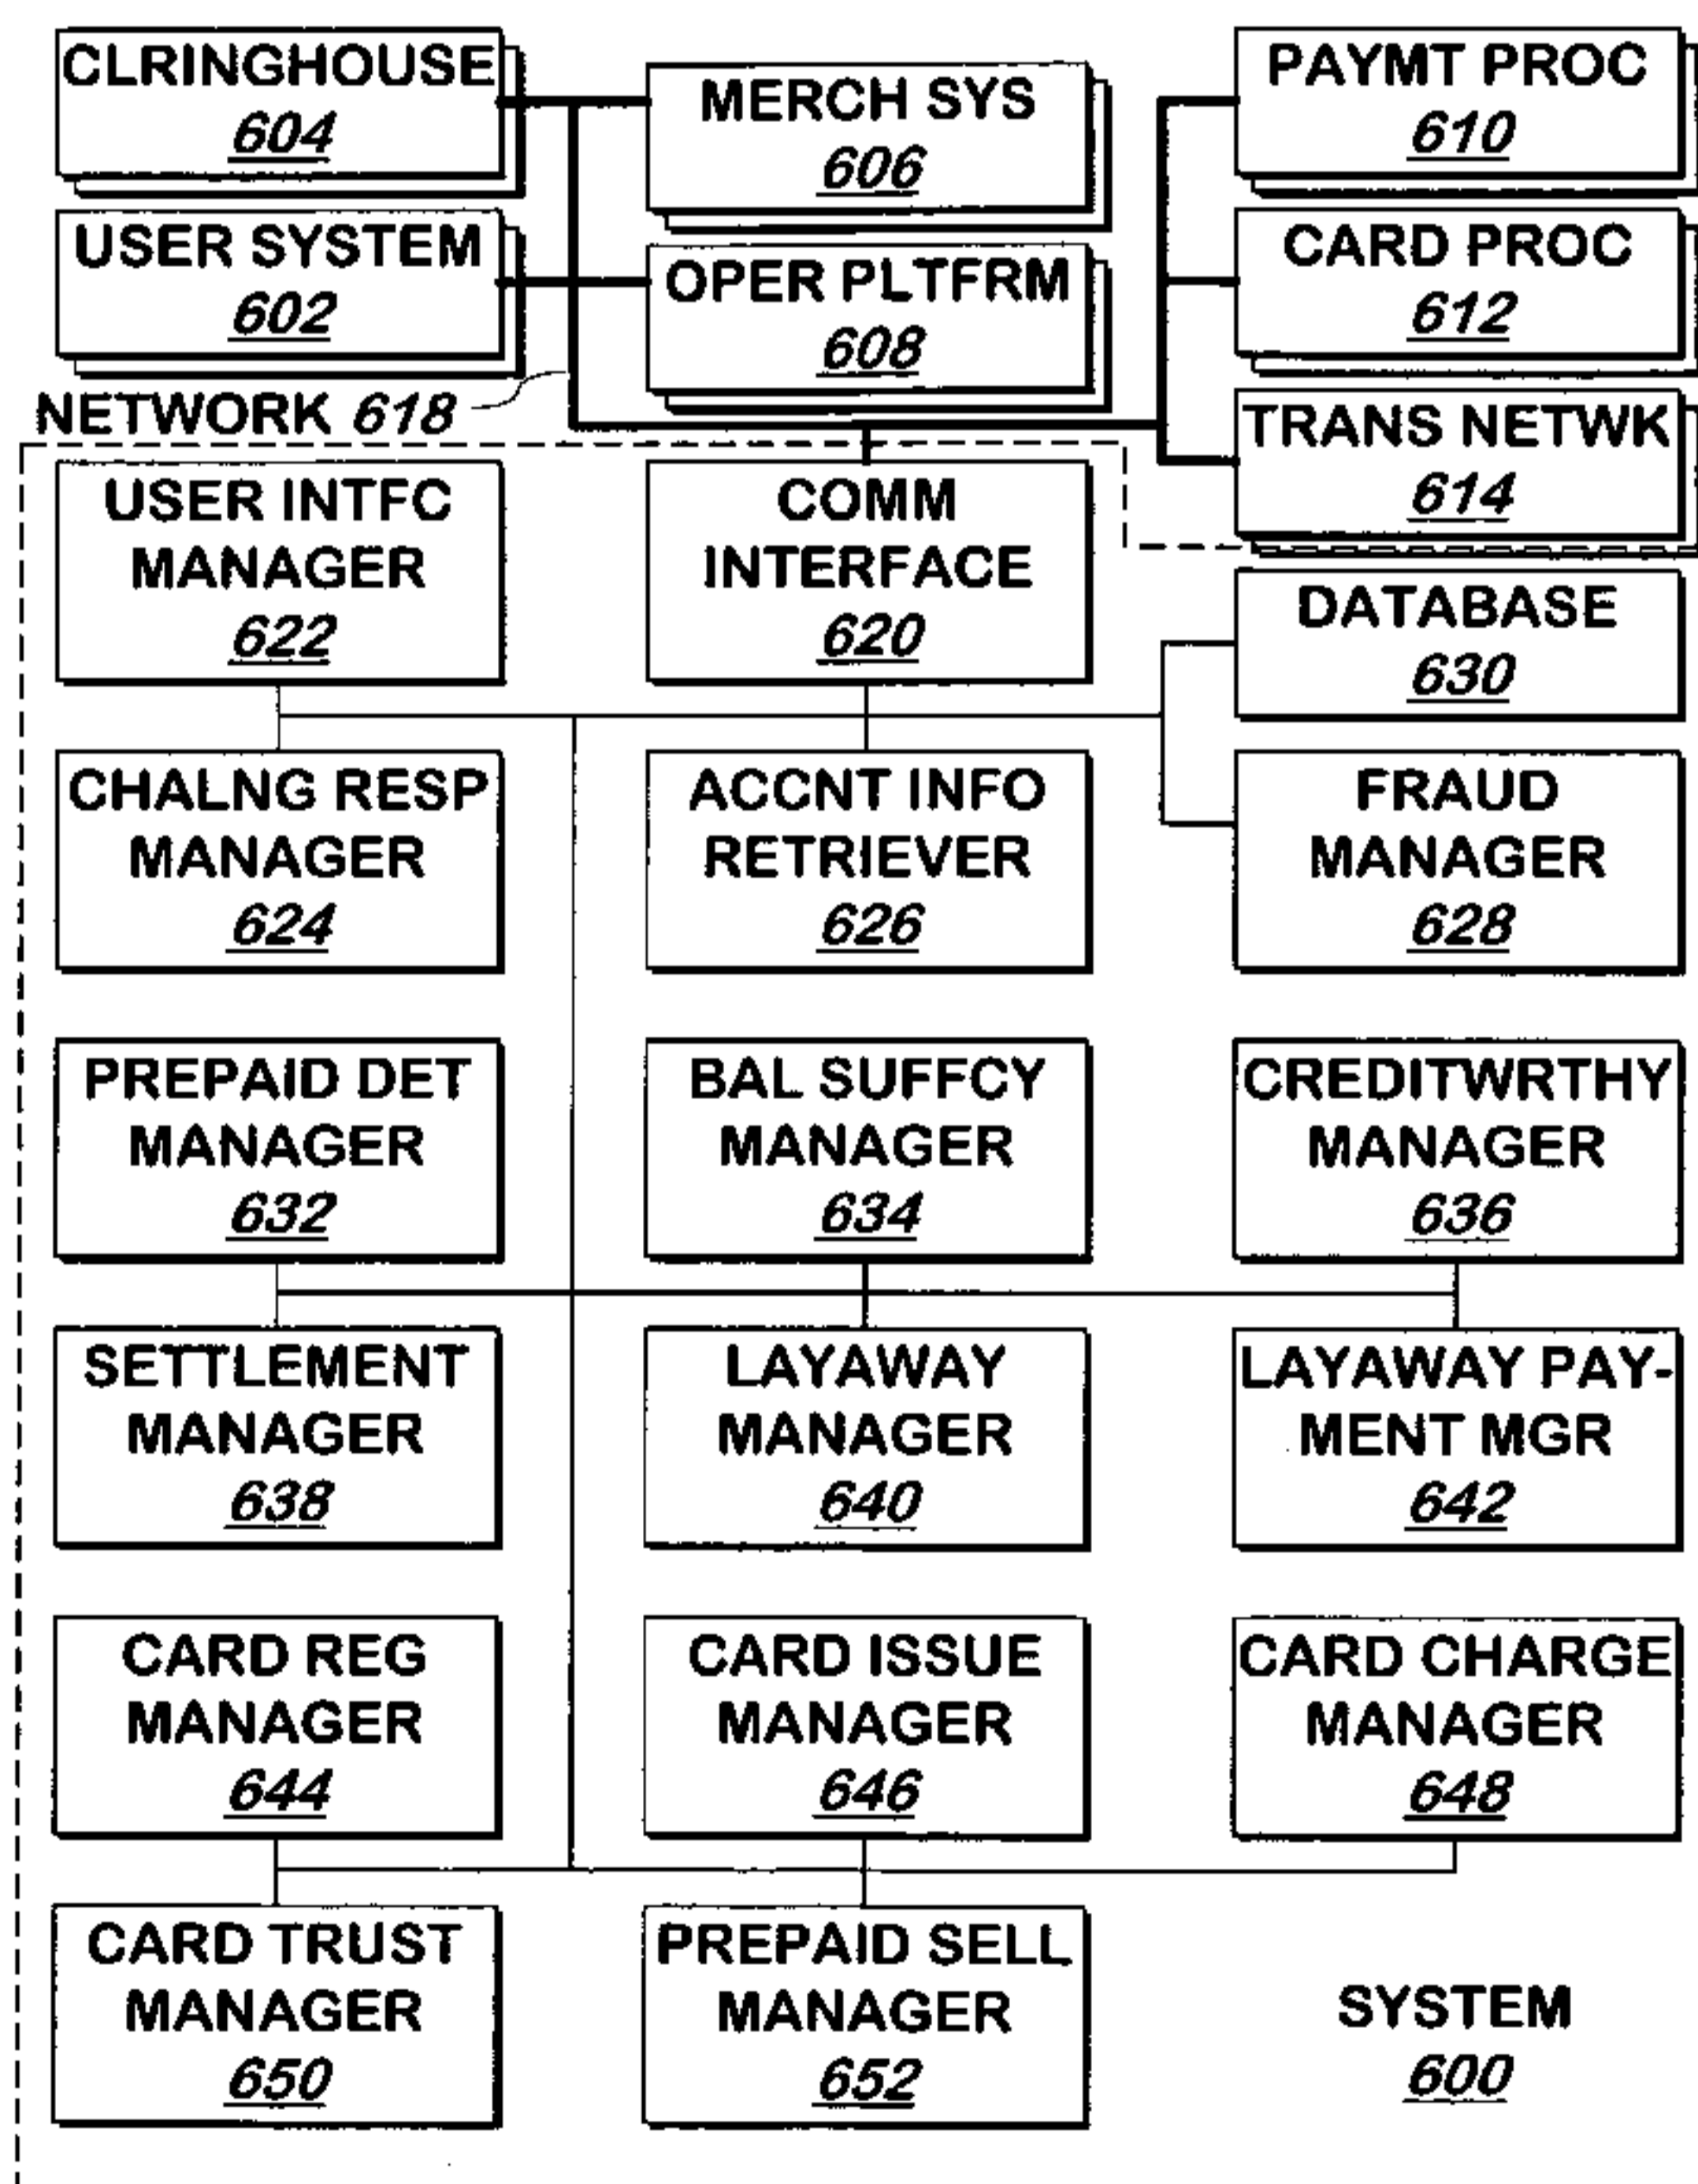 CLRINGHOUSE
604
MERCH SYS
606
PAYMT PROC
610
USER SYSTEM
602
OPER PLTFRM
608
CARD PROC
612
NETWORK 618
TRANS NETWK
614
USER INTFC
MANAGER
622
COMM
INTERFACE
620
DATABASE
630
CHALNG RESP
MANAGER
624
ACCNT INFO
RETRIEVER
626
FRAUD
MANAGER
628
PREPAID DET
MANAGER
632
BAL SUFFCY
MANAGER
634
CREDITWRTHY
MANAGER
636
SETTLEMENT
MANAGER
638
LAYAWAY
MANAGER
640
LAYAWAY PAY-
MENT MGR
642
CARD REG
MANAGER
644
CARD ISSUE
MANAGER
646
CARD CHARGE
MANAGER
648
CARD TRUST
MANAGER
650
PREPAID SELL
MANAGER
652
SYSTEM
600